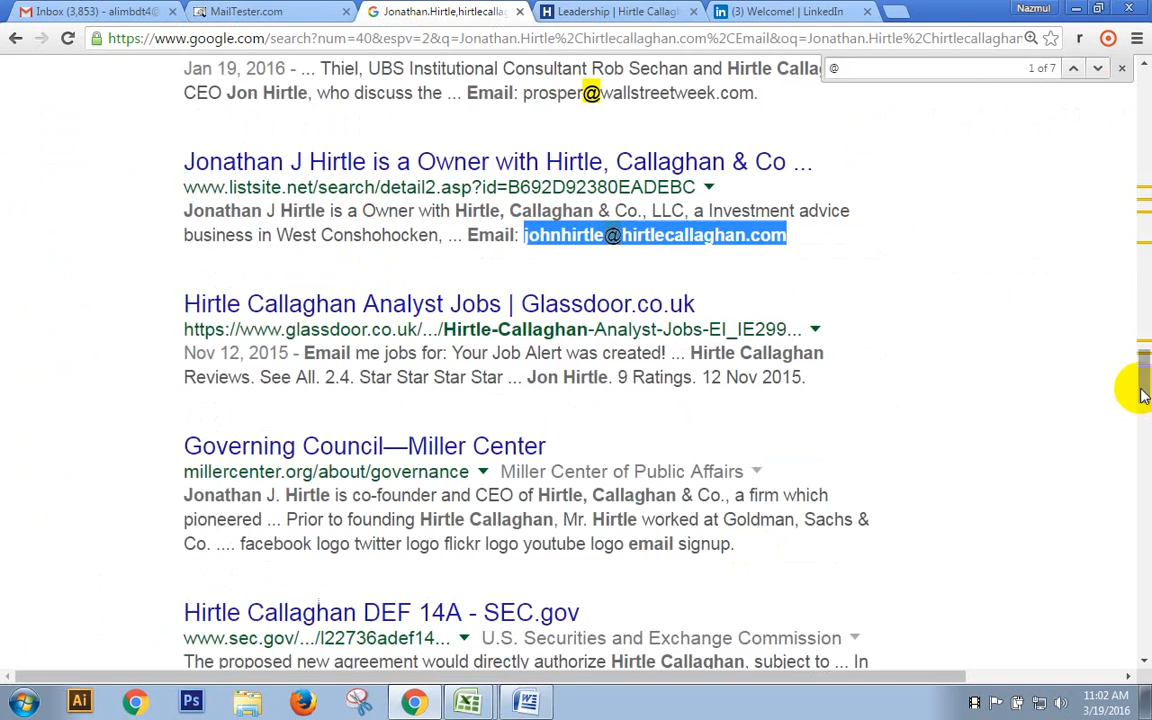 Inbox (3,853) - alimbdt4@
MailTester.com
Jonathan.Hirtle,hirtlecallag
Leadership | Hirtle Callagh
(3) Welcome! | LinkedIn
Nazmul
https://www.google.com/search?num=40&espv=2&q=Jonathan.Hirtle%2Chirtlecallaghan.com%2CEmail&oq=Jonathan.Hirtle%2Chirtlecallaghan
@
1 of 7
Jan 19, 2016 - ... Thiel, UBS Institutional Consultant Rob Sechan and Hirtle Callag
CEO Jon Hirtle, who discuss the ... Email: prosper@wallstreetweek.com.
Jonathan J Hirtle is a Owner with Hirtle, Callaghan & Co ...
www.listsite.net/search/detail2.asp?id=B692D92380EADEBC
Jonathan J Hirtle is a Owner with Hirtle, Callaghan & Co., LLC, a Investment advice
business in West Conshohocken, ... Email: johnhirtle@hirtlecallaghan.com
Hirtle Callaghan Analyst Jobs | Glassdoor.co.uk
https://www.glassdoor.co.uk/.../Hirtle-Callaghan-Analyst-Jobs-EI_IE299...
Nov 12, 2015 - Email me jobs for: Your Job Alert was created! ... Hirtle Callaghan
Reviews. See All. 2.4. Star Star Star Star ... Jon Hirtle. 9 Ratings. 12 Nov 2015.
Governing Council—Miller Center
millercenter.org/about/governance Miller Center of Public Affairs
Jonathan J. Hirtle is co-founder and CEO of Hirtle, Callaghan & Co., a firm which
pioneered ... Prior to founding Hirtle Callaghan, Mr. Hirtle worked at Goldman, Sachs &
Co. .... facebook logo twitter logo flickr logo youtube logo email signup.
Hirtle Callaghan DEF 14A - SEC.gov
www.sec.gov/.../l22736adef14... U.S. Securities and Exchange Commission
The proposed new agreement would directly authorize Hirtle Callaghan, subject to ... In
Ai
Ps
11:02 AM
3/19/2016